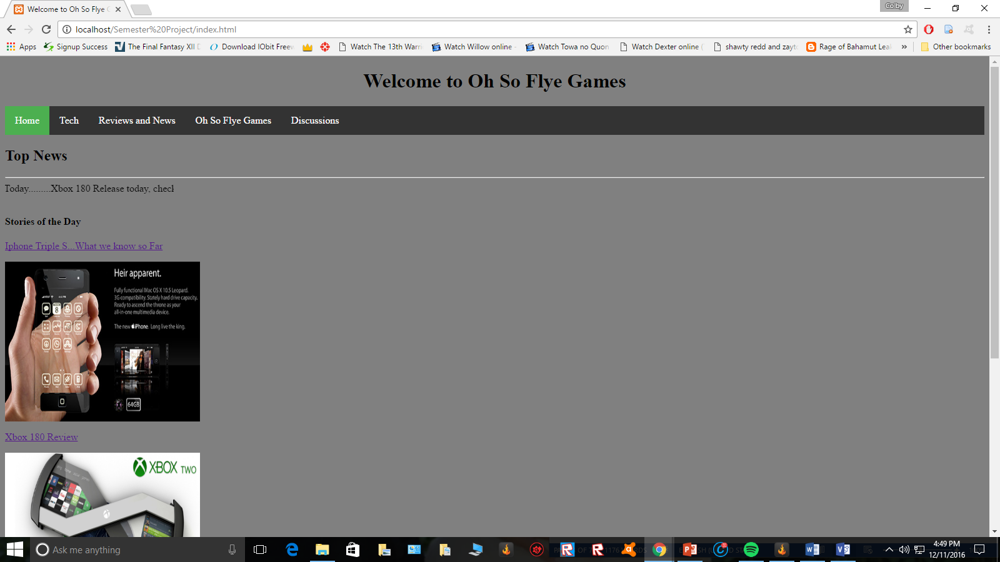 Welcome to Oh So Flye G
Colby
localhost/Semester%20Project/index.html
Apps Signup Success The Final Fantasy XII D Download IObit Freew Watch The 13th Warri Watch Willow online - Watch Towa no Quon Watch Dexter online ( shawty redd and zayto Rage of Bahamut Leak » Other bookmarks
Welcome to Oh So Flye Games
Home Tech Reviews and News Oh So Flye Games Discussions
Top News
Today.........Xbox 180 Release today, check
Stories of the Day
Iphone Triple S...What we know so Far
Heir apparent.
Fully functional Mac OS X 10.5 Leopard.
3G compatibility. Stately hard drive capacity.
Ready to ascend the throne as your
all-in-one multimedia device.
The new iPhone. Long live the king.
64GB
Xbox 180 Review
XBOX TWO
Ask me anything
4:49 PM
12/11/2016